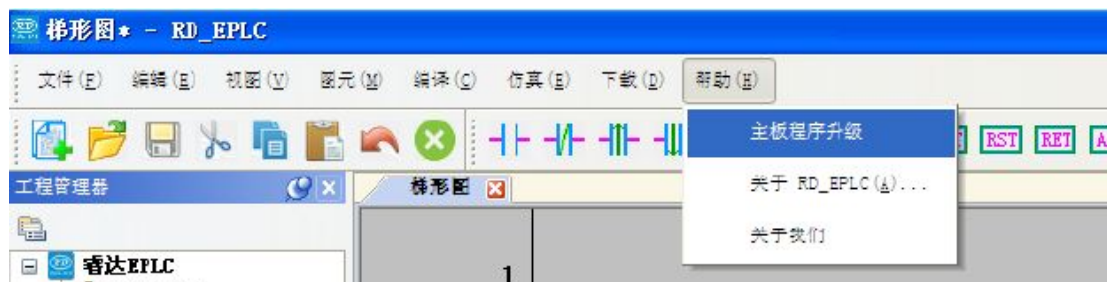 梯形图* - RD_EPLC
文件(F) 编辑(E) 视图(V) 图元(M) 编译(C) 仿真(E) 下载(D) 帮助(H)
主板程序升级
RST RET
工程管理器
梯形图
关于 RD_EPLC(A)...
关于我们
睿达EPLC
1